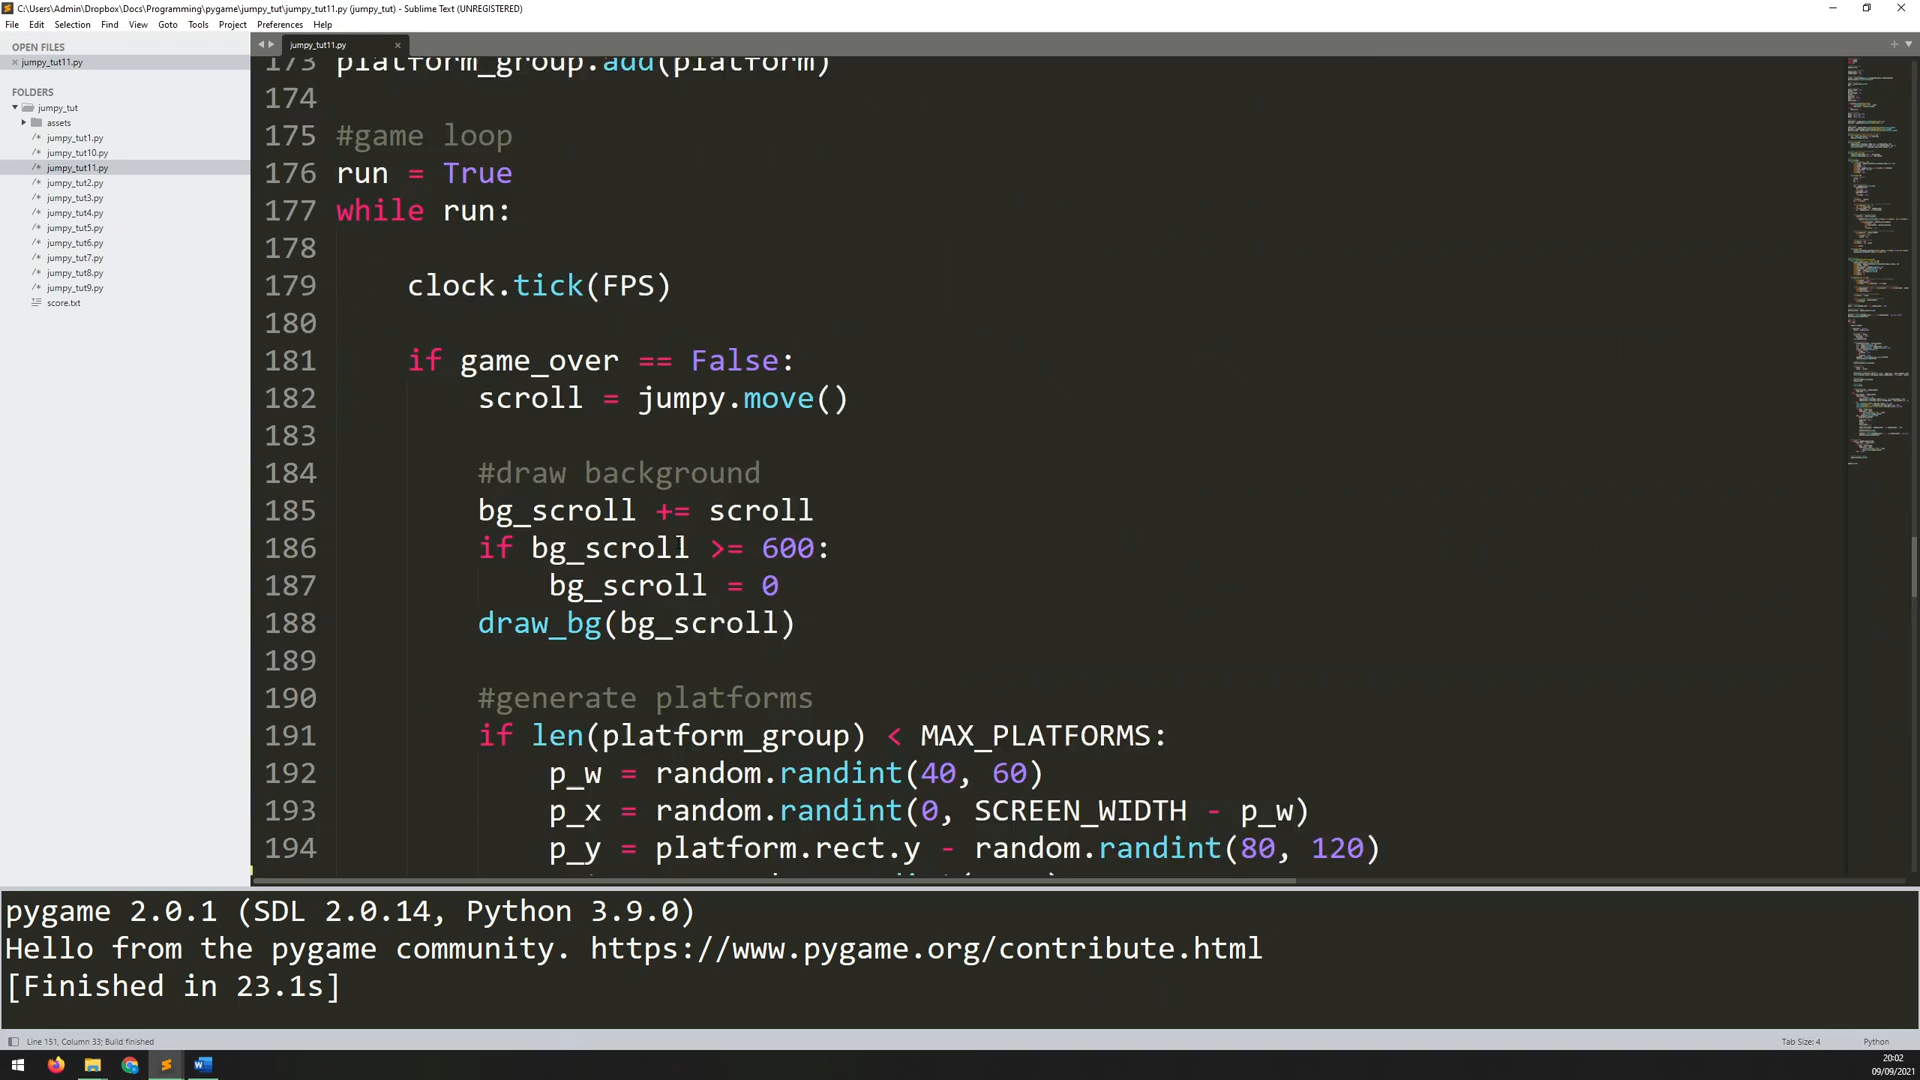 C:\Users\Admin\Dropbox\Docs\Programming\pygame\jumpy_tut\jumpy_tut11.py (jumpy_tut) - Sublime Text (UNREGISTERED)
File Edit Selection Find View Goto Tools Project Preferences Help
OPEN FILES
jumpy_tut11.py
FOLDERS
jumpy_tut
assets
jumpy_tut1.py
jumpy_tut10.py
jumpy_tut11.py
jumpy_tut2.py
jumpy_tut3.py
jumpy_tut4.py
jumpy_tut5.py
jumpy_tut6.py
jumpy_tut7.py
jumpy_tut8.py
jumpy_tut9.py
score.txt
jumpy_tut11.py
173 platform_group.add(platform)
174
175 #game loop
176 run = True
177 while run:
178
179 clock.tick(FPS)
180
181 if game_over == False:
182 scroll = jumpy.move()
183
184 #draw background
185 bg_scroll += scroll
186 if bg_scroll >= 600:
187 bg_scroll = 0
188 draw_bg(bg_scroll)
189
190 #generate platforms
191 if len(platform_group) < MAX_PLATFORMS:
192 p_w = random.randint(40, 60)
193 p_x = random.randint(0, SCREEN_WIDTH - p_w)
194 p_y = platform.rect.y - random.randint(80, 120)
pygame 2.0.1 (SDL 2.0.14, Python 3.9.0)
Hello from the pygame community. https://www.pygame.org/contribute.html
[Finished in 23.1s]
Line 151, Column 33; Build finished
Tab Size: 4
Python
20:02
09/09/2021